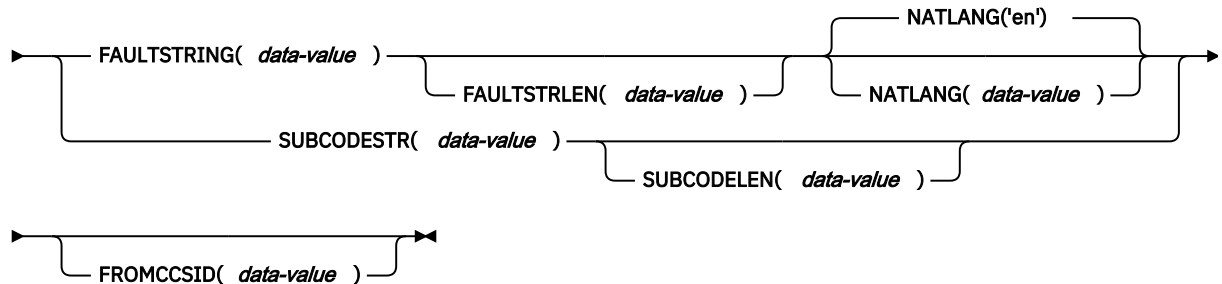 NATLANG('en')
FAULTSTRING( data-value )
FAULTSTRLEN( data-value )
NATLANG( data-value )
SUBCODESTR( data-value )
SUBCODELEN( data-value )
FROMCCSID( data-value )